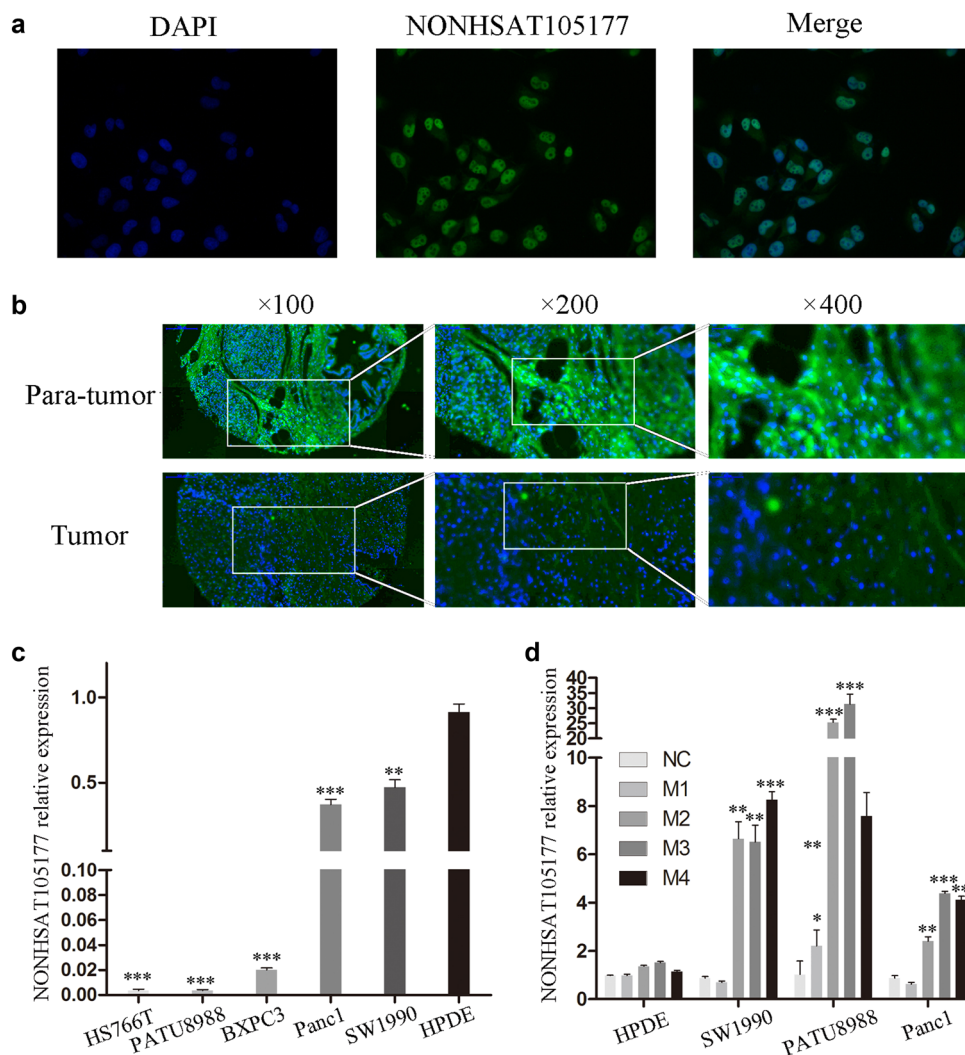 a
DAPI NONHSAT105177 Merge
b
×100 ×200 ×400
Para-tumor
Tumor
c
NONHSAT105177 relative expression
1.0
0.5
0.10
0.08
0.06
0.04
0.02
0.00
*** *** *** *** **
HS766T PATU8988 BXPC3 Panc1 SW1990 HPDE
d
NONHSAT105177 relative expression
40
35
30
25
20
10
8
6
4
2
0
NC
M1
M2
M3
M4
** ** ***
** * *** ***
** *** **
HPDE SW1990 PATU8988 Panc1